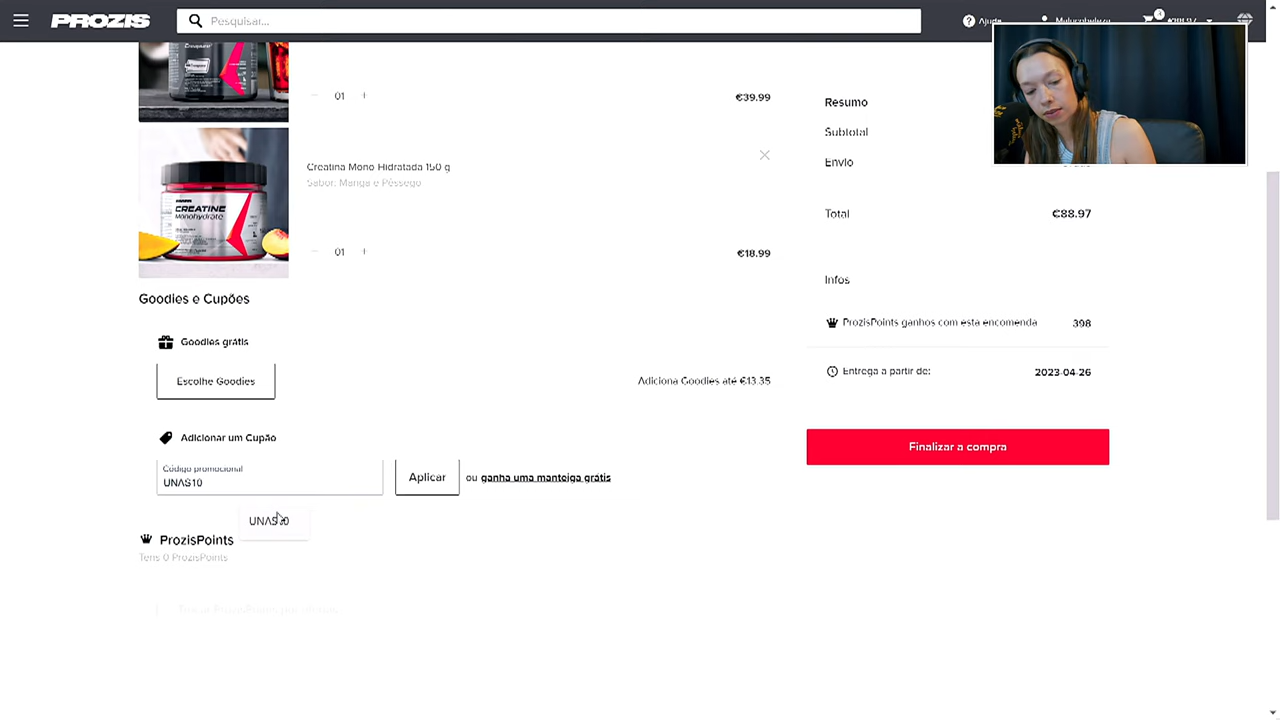 PROZIS
Pesquisar...
Ajuda
€39.99
01
Creatina Mono Hidratada 150 g
Sabor: Manga e Pêssego
CREATINE
Monohydrate
01
€18.99
Goodies e Cupões
Goodies grátis
Escolhe Goodies
Adiciona Goodies até €13.35
Adicionar um Cupão
Código promocional
UNAS10
Aplicar
ou ganha uma manteiga grátis
UNAS10
ProzisPoints
Tens 0 ProzisPoints
Resumo
Subtotal
Envio
Total
€88.97
Infos
ProzisPoints ganhos com esta encomenda
398
Entrega a partir de:
2023-04-26
Finalizar a compra